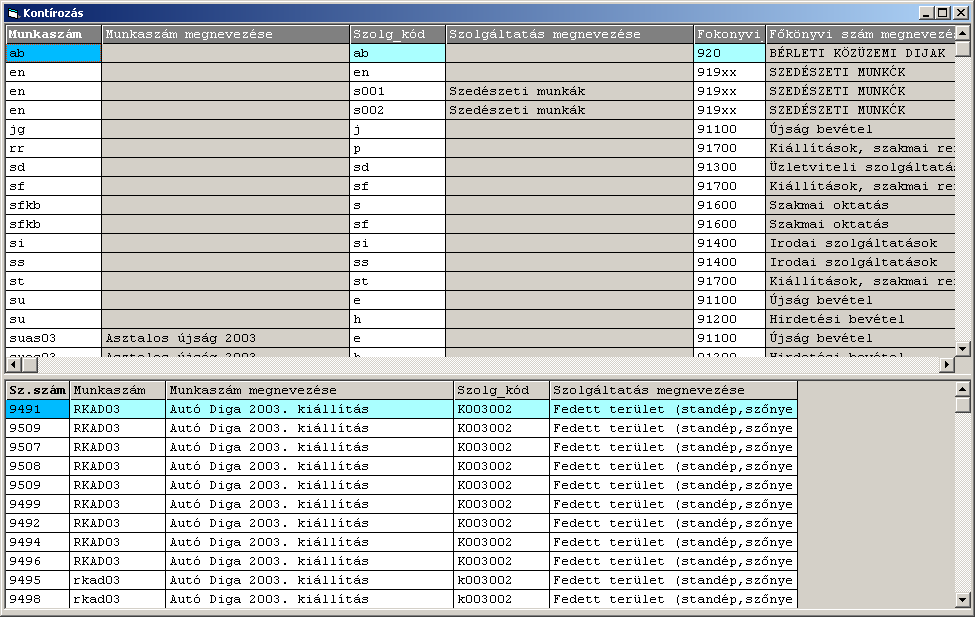 Kontírozás
Munkaszám Munkaszám megnevezése Szolg_kód Szolgáltatás megnevezése Fokonyvi_ Főkönyvi szám megnevezés
ab ab 920 BÉRLETI KÖZÜZEMI DIJAK
en en 919xx SZEDÉSZETI MUNKĆK
en s001 Szedészeti munkák 919xx SZEDÉSZETI MUNKĆK
en s002 Szedészeti munkák 919xx SZEDÉSZETI MUNKĆK
jg j 91100 Újság bevétel
rr p 91700 Kiállítások, szakmai re
sd sd 91300 Üzletviteli szolgáltatá
sf sf 91700 Kiállítások, szakmai re
sfkb s 91600 Szakmai oktatás
sfkb sf 91600 Szakmai oktatás
si si 91400 Irodai szolgáltatások
ss ss 91400 Irodai szolgáltatások
st st 91700 Kiállítások, szakmai re
su e 91100 Újság bevétel
su h 91200 Hirdetési bevétel
suas03 Asztalos újság 2003 e 91100 Újság bevétel
suas03 Asztalos újság 2003 h 91200 Hirdetési bevétel
Sz.szám Munkaszám Munkaszám megnevezése Szolg_kód Szolgáltatás megnevezése
9491 RKAD03 Autó Diga 2003. kiállítás K003002 Fedett terület (standép,szőnye
9509 RKAD03 Autó Diga 2003. kiállítás K003002 Fedett terület (standép,szőnye
9507 RKAD03 Autó Diga 2003. kiállítás K003002 Fedett terület (standép,szőnye
9508 RKAD03 Autó Diga 2003. kiállítás K003002 Fedett terület (standép,szőnye
9509 RKAD03 Autó Diga 2003. kiállítás K003002 Fedett terület (standép,szőnye
9499 RKAD03 Autó Diga 2003. kiállítás K003002 Fedett terület (standép,szőnye
9492 RKAD03 Autó Diga 2003. kiállítás K003002 Fedett terület (standép,szőnye
9494 RKAD03 Autó Diga 2003. kiállítás K003002 Fedett terület (standép,szőnye
9496 RKAD03 Autó Diga 2003. kiállítás K003002 Fedett terület (standép,szőnye
9495 rkad03 Autó Diga 2003. kiállítás k003002 Fedett terület (standép,szőnye
9498 rkad03 Autó Diga 2003. kiállítás k003002 Fedett terület (standép,szőnye